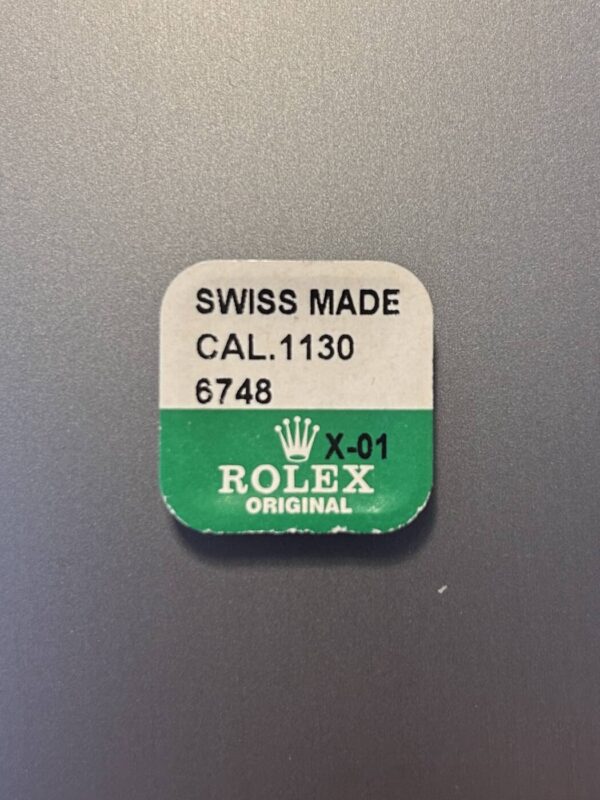 SWISS MADE
CAL.1130
6748
X-01
ROLEX
ORIGINAL